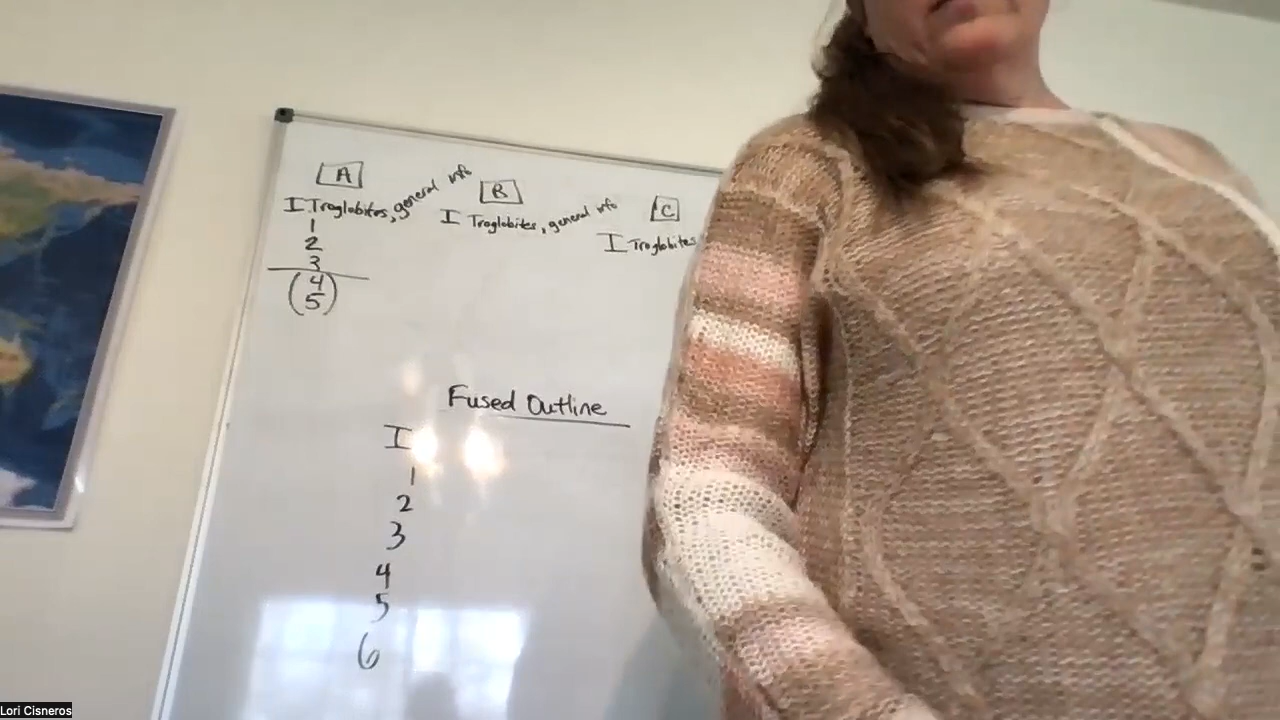 A
I Troglobites, general info
1
2
3
(4
5)
B
I Troglobites, general info
C
I Troglobites
Fused Outline
I
1
2
3
4
5
6
Lori Cisneros